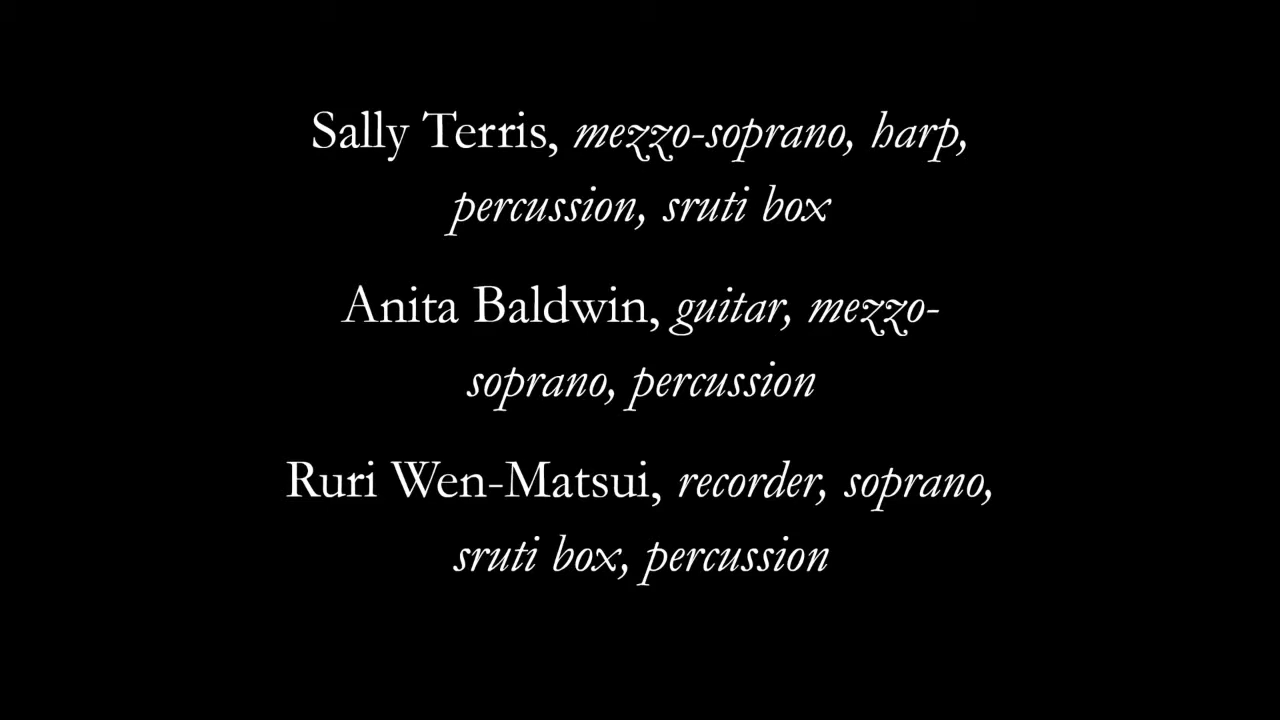 Sally Terris, mezzo-soprano, harp,
percussion, sruti box
Anita Baldwin, guitar, mezzo-
soprano, percussion
Ruri Wen-Matsui, recorder, soprano,
sruti box, percussion